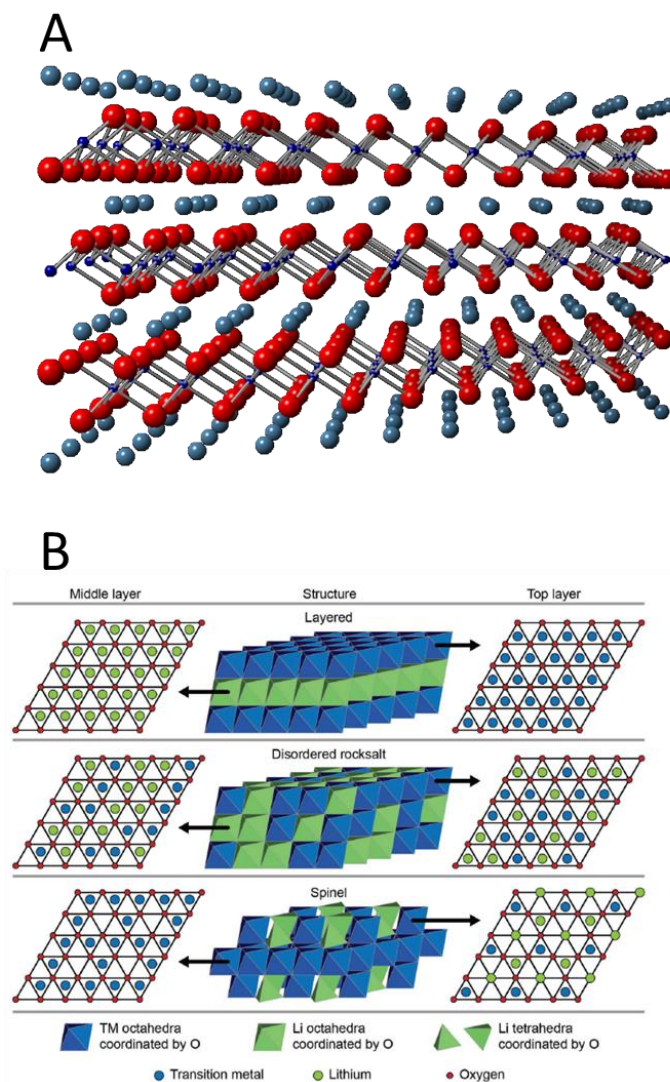 A
B
Middle layer Structure Top layer
Layered
Disordered rocksalt
Spinel
TM octahedra coordinated by O
Li octahedra coordinated by O
Li tetrahedra coordinated by O
Transition metal Lithium Oxygen